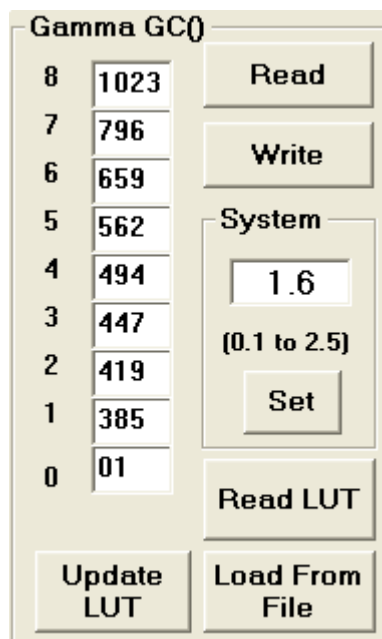 Gamma GC()
8 1023
7 796
6 659
5 562
4 494
3 447
2 419
1 385
0 01
Read
Write
System
1.6
(0.1 to 2.5)
Set
Read LUT
Update
LUT
Load From
File